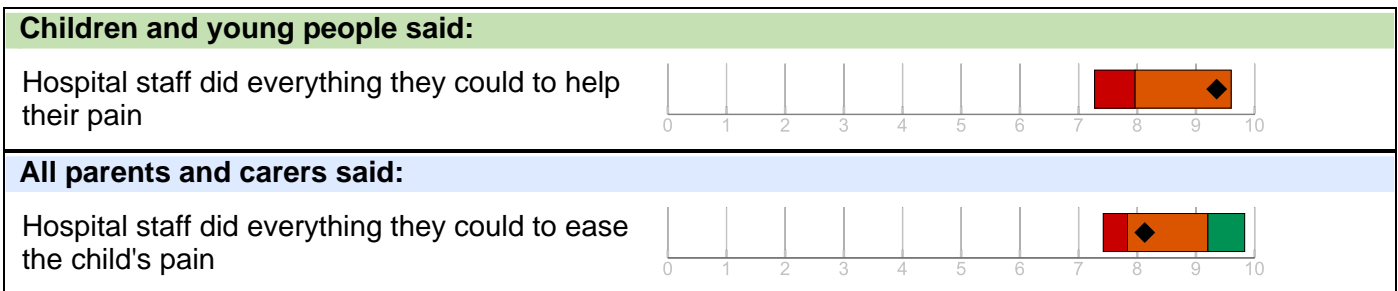 Children and young people said:
Hospital staff did everything they could to help
their pain
0 1 2 3 4 5 6 7 8 9 10
All parents and carers said:
Hospital staff did everything they could to ease
the child's pain
0 1 2 3 4 5 6 7 8 9 10